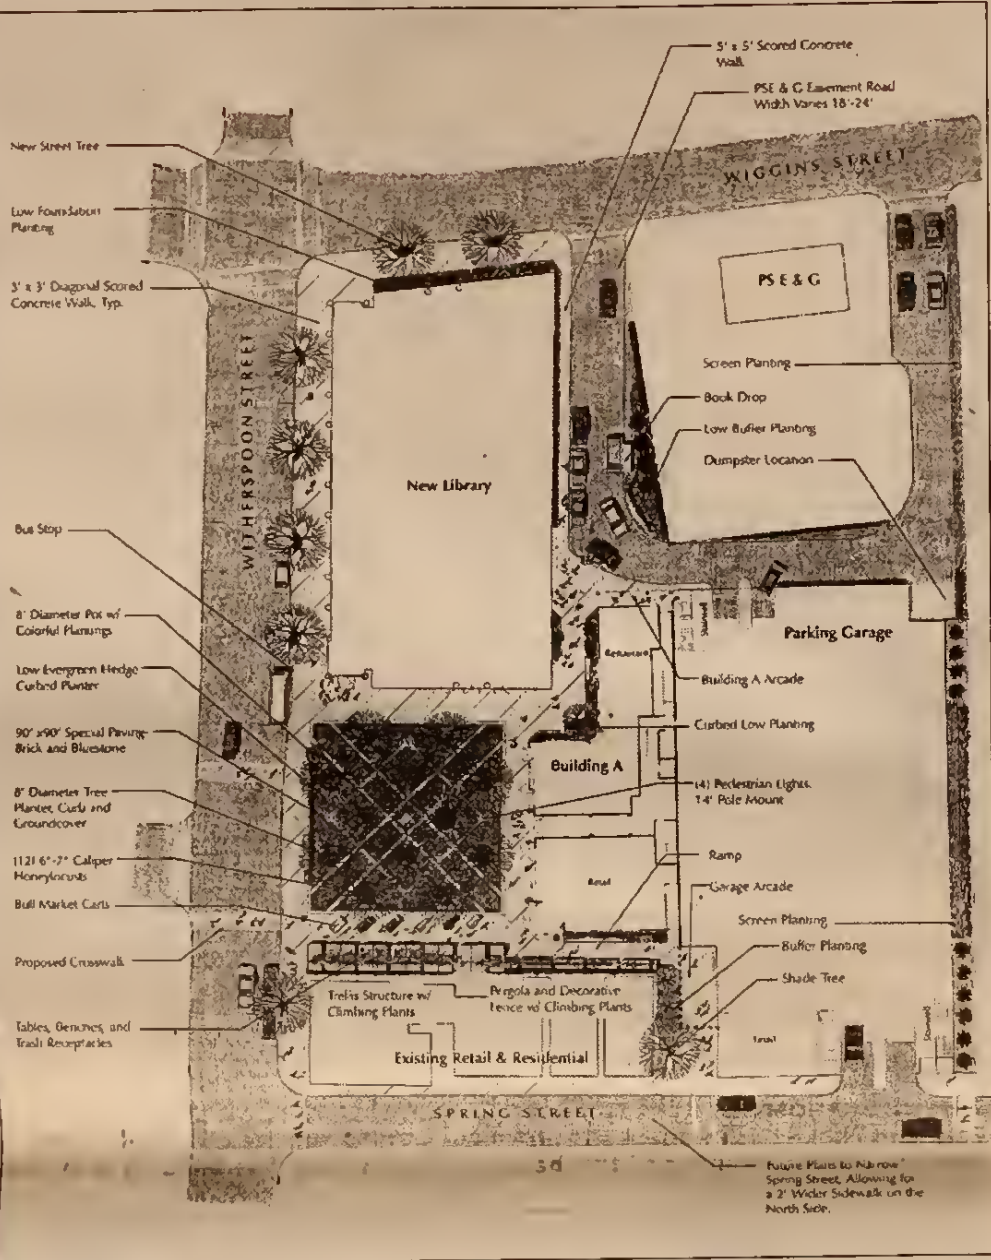 5' x 5' Scored Concrete
Wall
PSE & G Easement Road
Width Varies 18'-24'
WIGGINS STREET
New Street Tree
Low Foundation
Planting
3' x 3' Diagonal Scored
Concrete Walk, Typ.
WITHERSPOON STREET
PSE & G
Screen Planting
Book Drop
Low Buffer Planting
Dumpster Location
New Library
Bus Stop
8' Diameter Pot w/
Colorful Plantings
Low Evergreen Hedge
Curbed Planter
90' x 90' Special Paving-
Brick and Bluestone
8" Diameter Tree
Planter, Curb and
Groundcover
(12) 6"-7" Caliper
Honeylocusts
Bull Market Carts
Proposed Crosswalk
Tables, Benches, and
Trash Receptacles
Stairwell
Parking Garage
Restaurant
Building A Arcade
Curbed Low Planting
Building A
(4) Pedestrian Lights,
14' Pole Mount
Ramp
Retail
Garage Arcade
Screen Planting
Buffer Planting
Shade Tree
Trellis Structure w/
Climbing Plants
Pergola and Decorative
Fence w/ Climbing Plants
Existing Retail & Residential
Retail
Stairwell
SPRING STREET
Future Plans to Narrow
Spring Street, Allowing for
a 2' Wider Sidewalk on the
North Side.